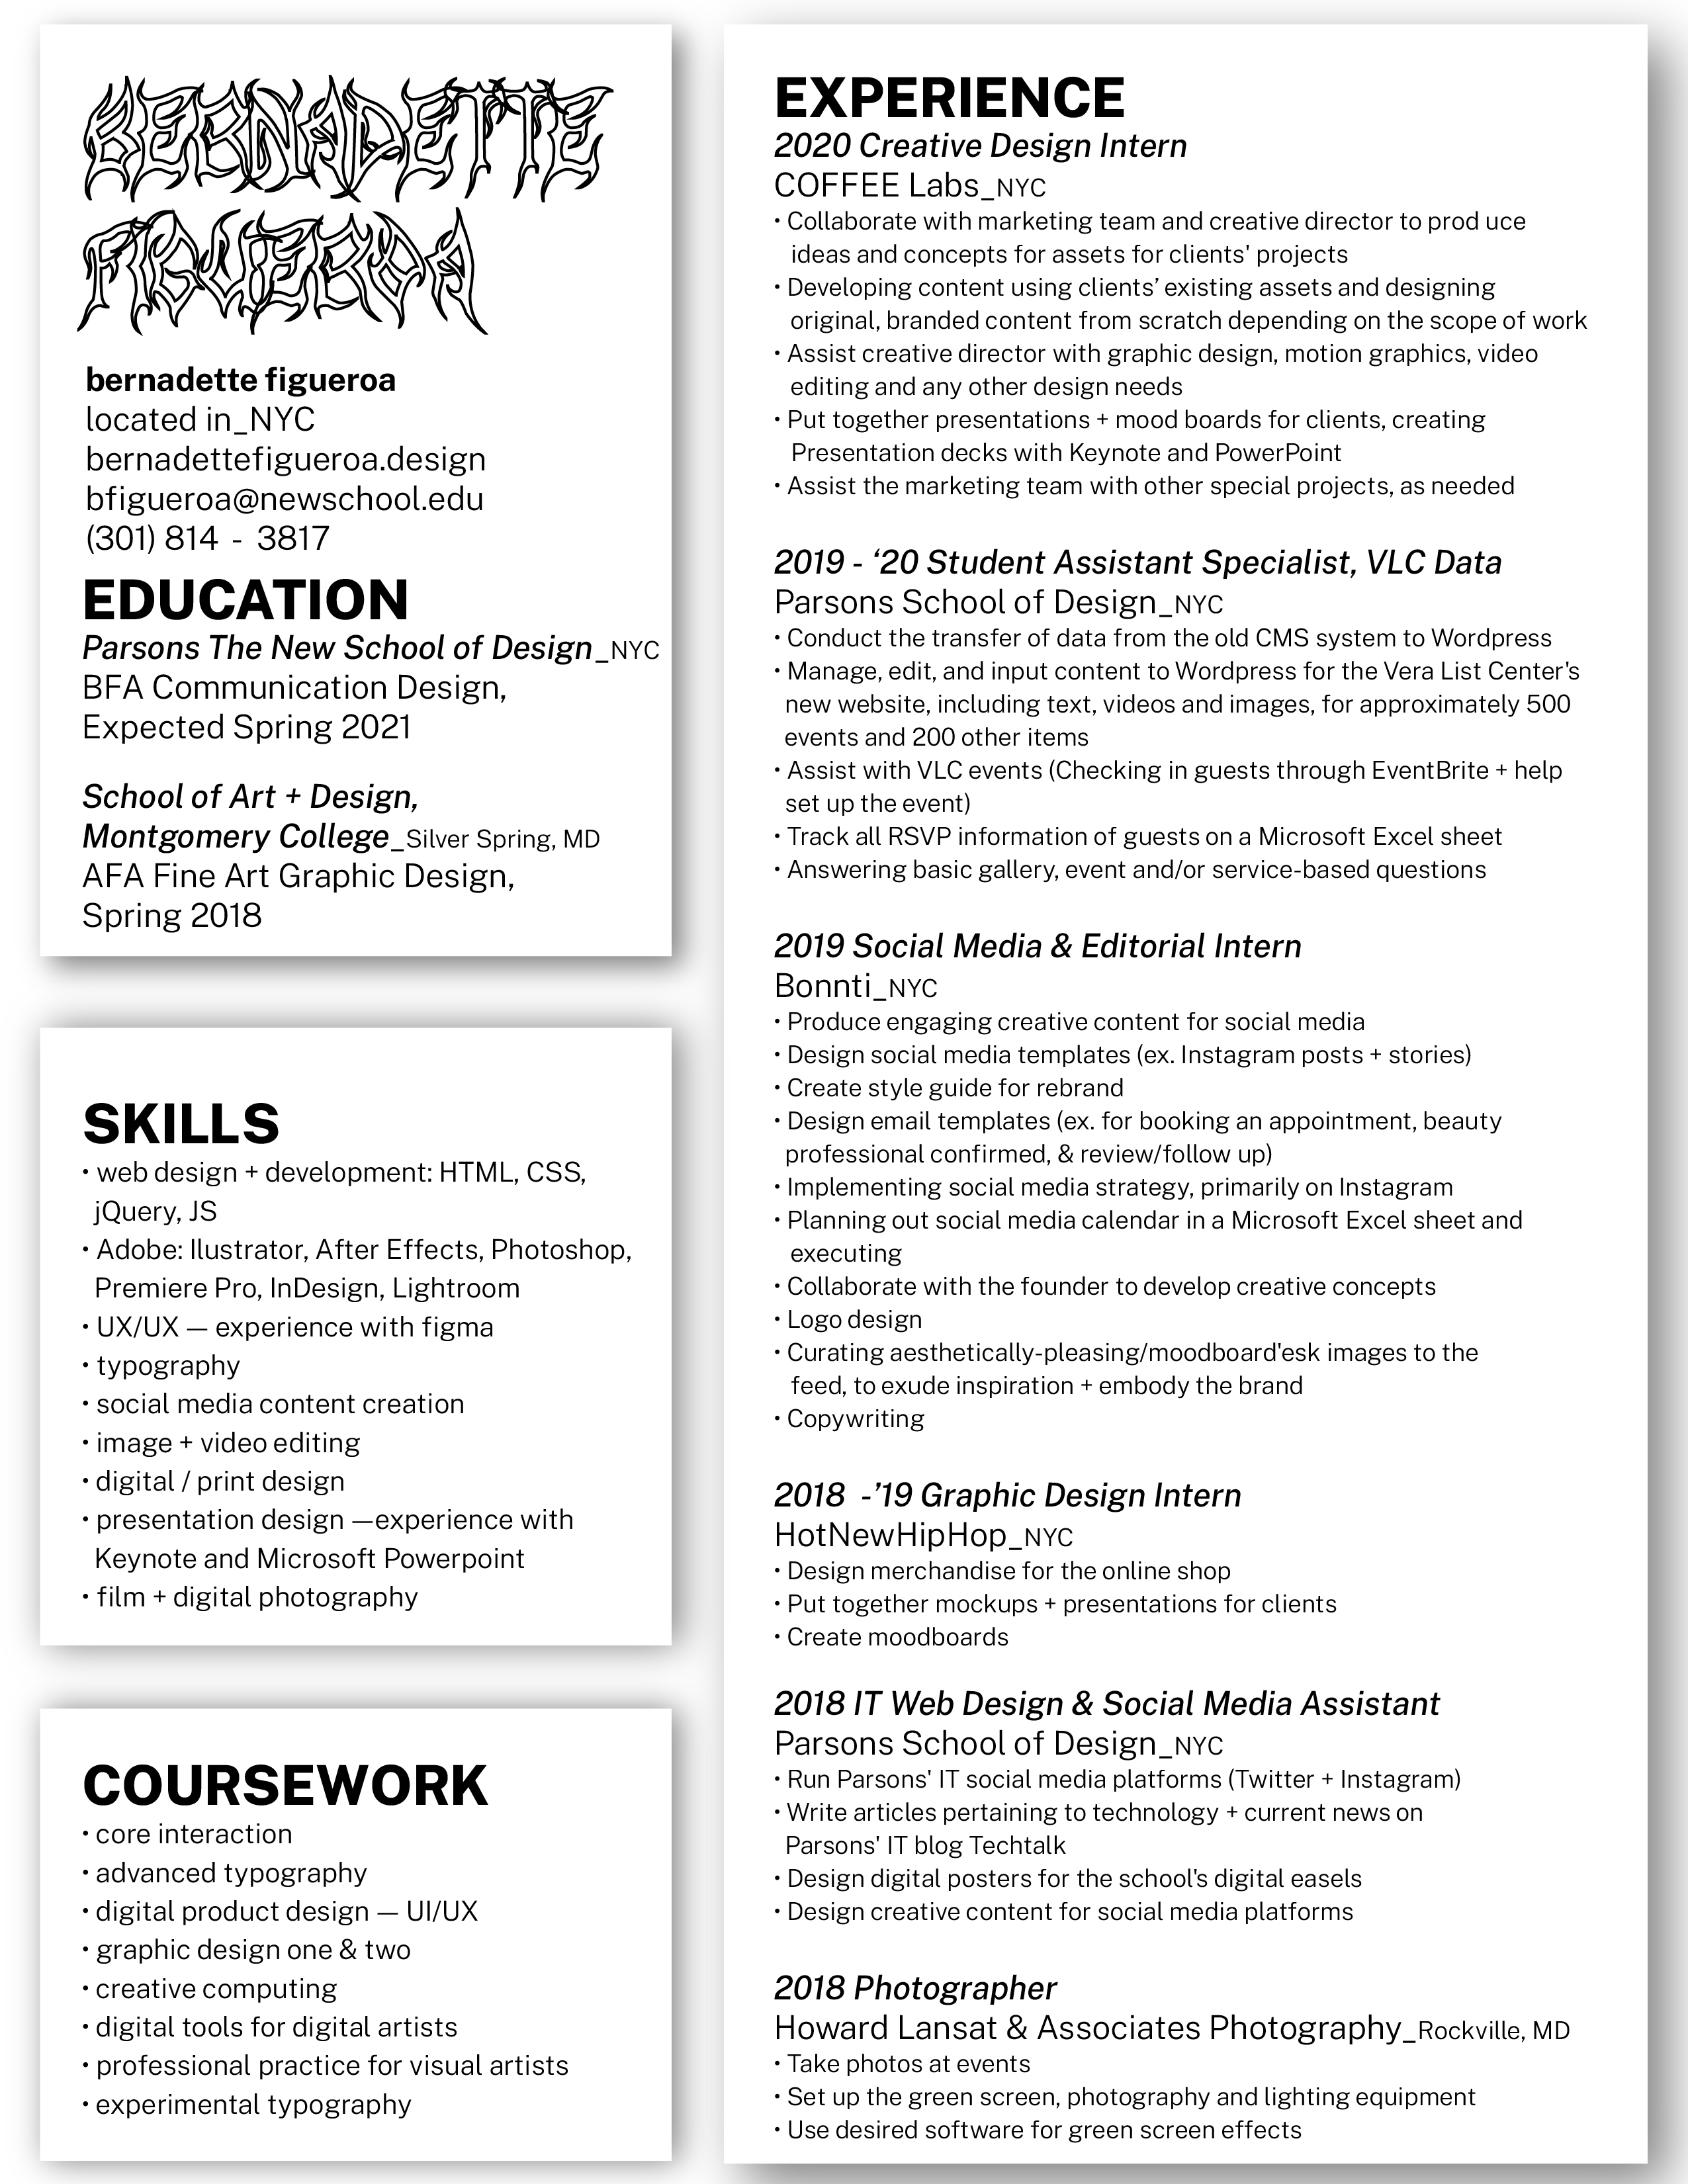 BERNADETTE
FIGUEROA
bernadette figueroa
located in_NYC
bernadettefigueroa.design
bfigueroa@newschool.edu
(301) 814 - 3817
EDUCATION
Parsons The New School of Design_NYC
BFA Communication Design,
Expected Spring 2021
School of Art + Design,
Montgomery College_Silver Spring, MD
AFA Fine Art Graphic Design,
Spring 2018
SKILLS
• web design + development: HTML, CSS,
jQuery, JS
• Adobe: Ilustrator, After Effects, Photoshop,
Premiere Pro, InDesign, Lightroom
• UX/UX — experience with figma
• typography
• social media content creation
• image + video editing
• digital / print design
• presentation design —experience with
Keynote and Microsoft Powerpoint
• film + digital photography
COURSEWORK
• core interaction
• advanced typography
• digital product design — UI/UX
• graphic design one & two
• creative computing
• digital tools for digital artists
• professional practice for visual artists
• experimental typography
EXPERIENCE
2020 Creative Design Intern
COFFEE Labs_NYC
• Collaborate with marketing team and creative director to prod uce
ideas and concepts for assets for clients' projects
• Developing content using clients’ existing assets and designing
original, branded content from scratch depending on the scope of work
• Assist creative director with graphic design, motion graphics, video
editing and any other design needs
• Put together presentations + mood boards for clients, creating
Presentation decks with Keynote and PowerPoint
• Assist the marketing team with other special projects, as needed
2019 - ‘20 Student Assistant Specialist, VLC Data
Parsons School of Design_NYC
• Conduct the transfer of data from the old CMS system to Wordpress
• Manage, edit, and input content to Wordpress for the Vera List Center's
new website, including text, videos and images, for approximately 500
events and 200 other items
• Assist with VLC events (Checking in guests through EventBrite + help
set up the event)
• Track all RSVP information of guests on a Microsoft Excel sheet
• Answering basic gallery, event and/or service-based questions
2019 Social Media & Editorial Intern
Bonnti_NYC
• Produce engaging creative content for social media
• Design social media templates (ex. Instagram posts + stories)
• Create style guide for rebrand
• Design email templates (ex. for booking an appointment, beauty
professional confirmed, & review/follow up)
• Implementing social media strategy, primarily on Instagram
• Planning out social media calendar in a Microsoft Excel sheet and
executing
• Collaborate with the founder to develop creative concepts
• Logo design
• Curating aesthetically-pleasing/moodboard'esk images to the
feed, to exude inspiration + embody the brand
• Copywriting
2018 -’19 Graphic Design Intern
HotNewHipHop_NYC
• Design merchandise for the online shop
• Put together mockups + presentations for clients
• Create moodboards
2018 IT Web Design & Social Media Assistant
Parsons School of Design_NYC
• Run Parsons' IT social media platforms (Twitter + Instagram)
• Write articles pertaining to technology + current news on
Parsons' IT blog Techtalk
• Design digital posters for the school's digital easels
• Design creative content for social media platforms
2018 Photographer
Howard Lansat & Associates Photography_Rockville, MD
• Take photos at events
• Set up the green screen, photography and lighting equipment
• Use desired software for green screen effects